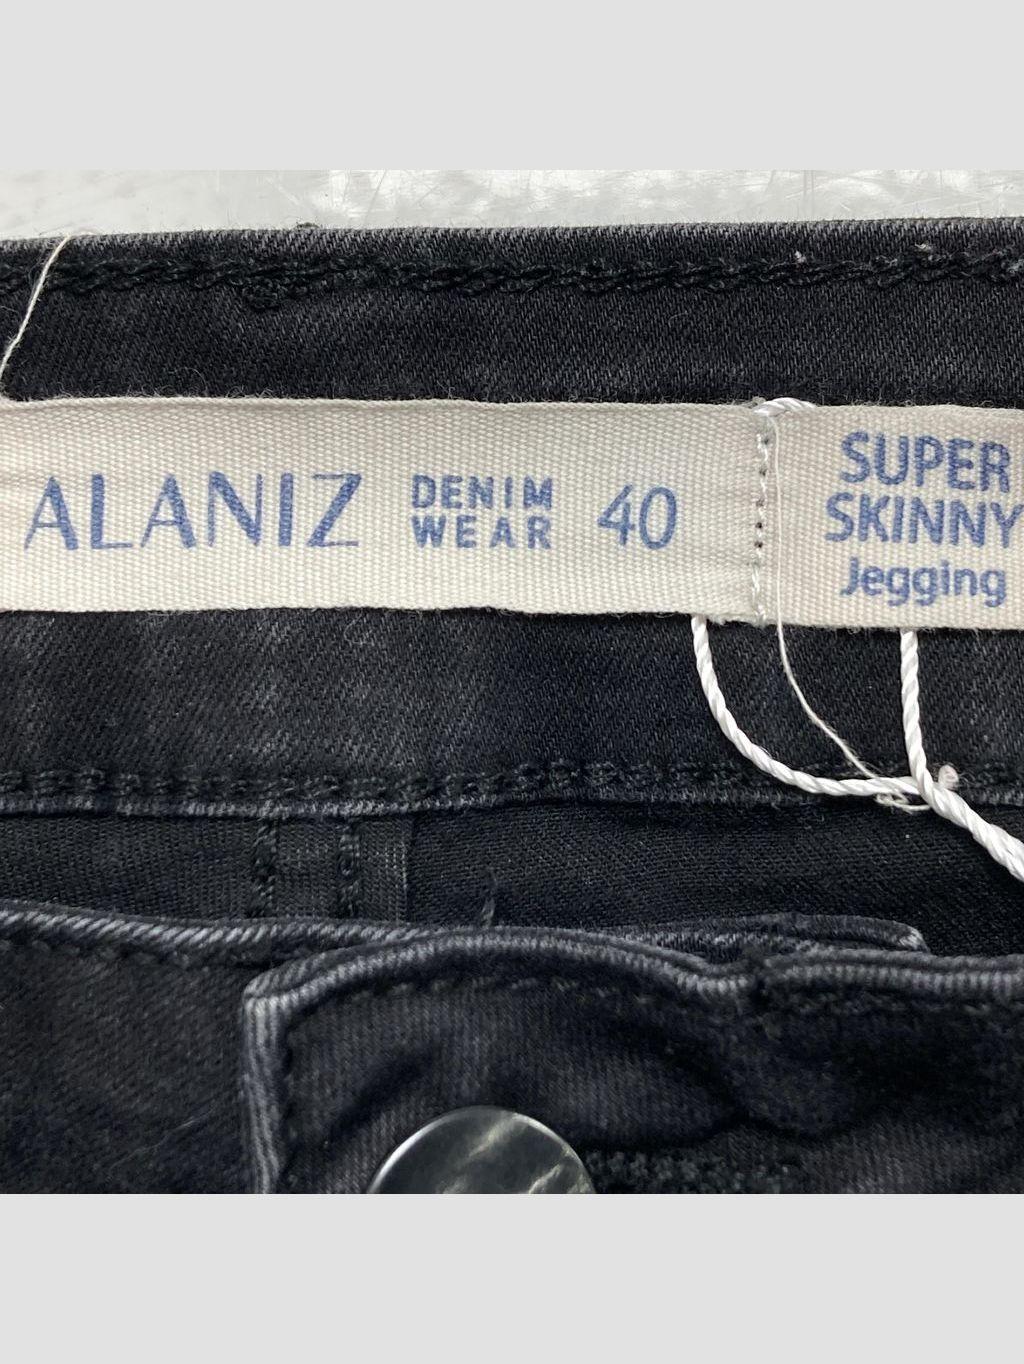 ALANIZ
DENIM
WEAR
40
SUPER
SKINNY
Jegging